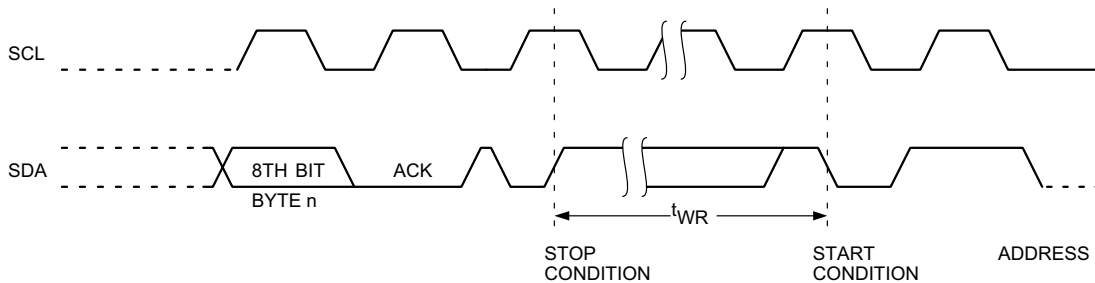 SCL
SDA
8TH BIT
ACK
BYTE n
tWR
STOP
CONDITION
START
CONDITION
ADDRESS